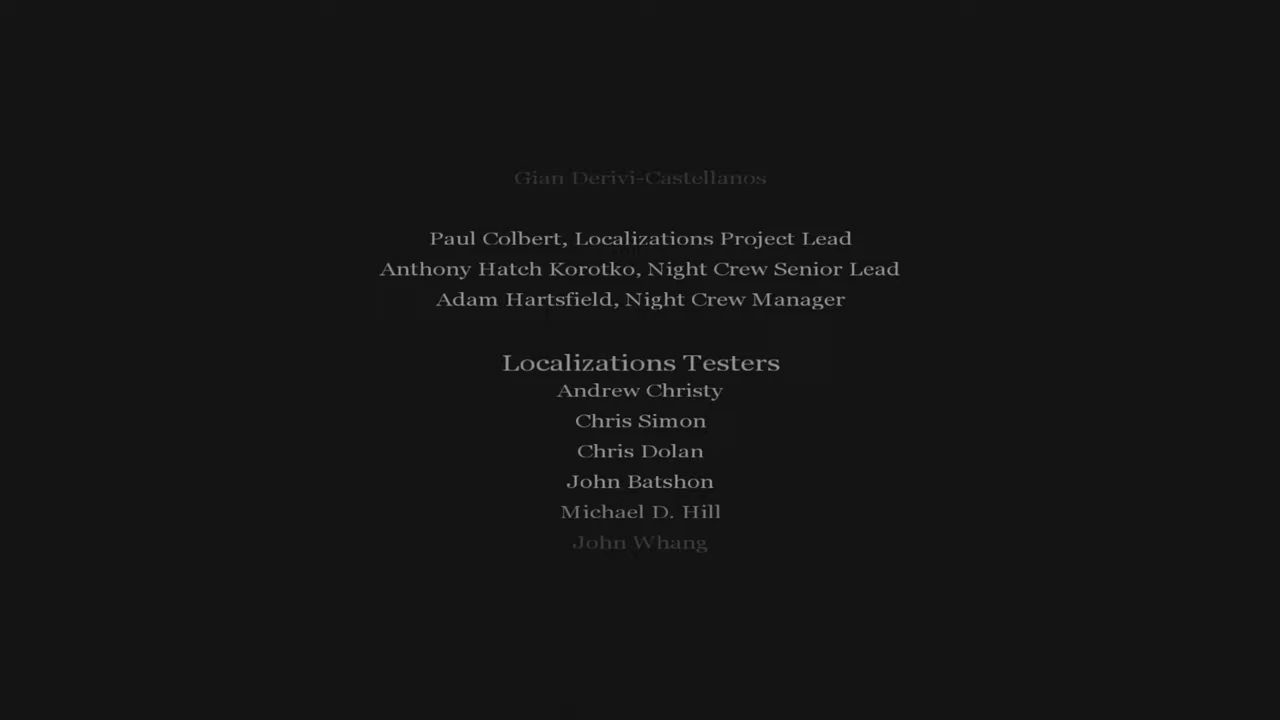 Gian Derivi-Castellanos
Paul Colbert, Localizations Project Lead
Anthony Hatch Korotko, Night Crew Senior Lead
Adam Hartsfield, Night Crew Manager
Localizations Testers
Andrew Christy
Chris Simon
Chris Dolan
John Batshon
Michael D. Hill
John Whang